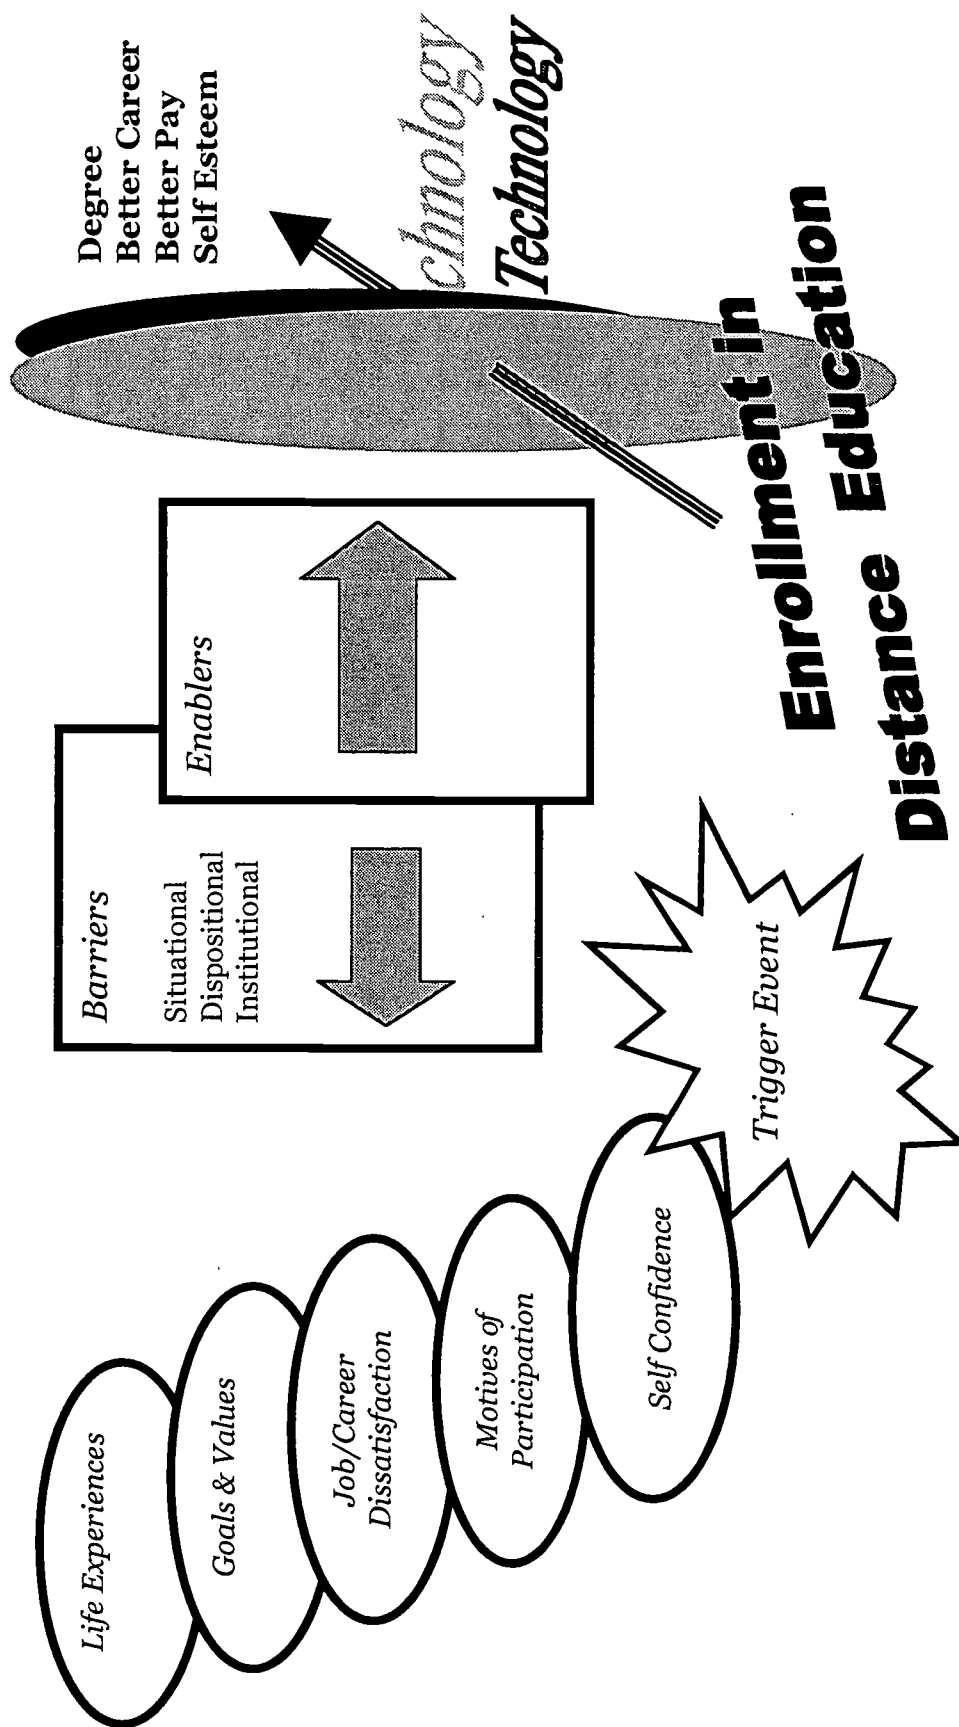 Life Experiences
Goals & Values
Job/Career
Dissatisfaction
Motives of
Participation
Self Confidence
Trigger Event
Barriers
Situational
Dispositional
Institutional
Enablers
Enrollment in
Distance Education
chnology
Technology
Degree
Better Career
Better Pay
Self Esteem